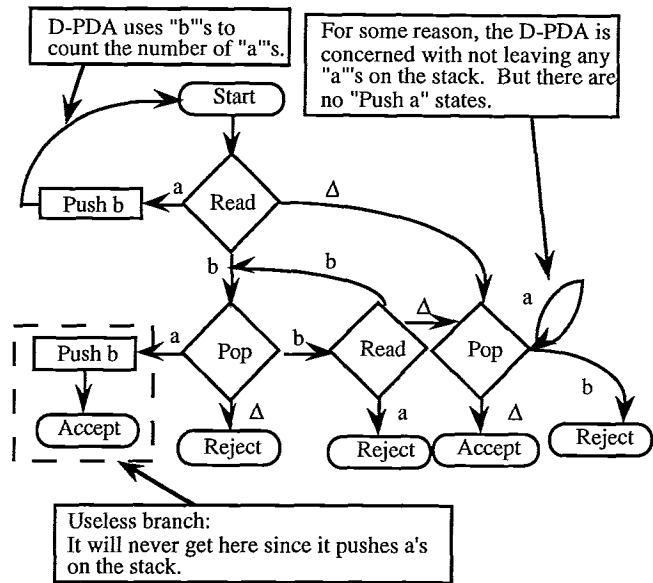 D-PDA uses "b"'s to
count the number of "a"'s.
For some reason, the D-PDA is
concerned with not leaving any
"a"'s on the stack. But there are
no "Push a" states.
Start
Push b
a
Read
Δ
b
b
a
Push b
a
Pop
b
Read
Δ
Pop
b
Accept
Δ
Reject
a
Reject
Δ
Accept
Reject
Useless branch:
It will never get here since it pushes a's
on the stack.